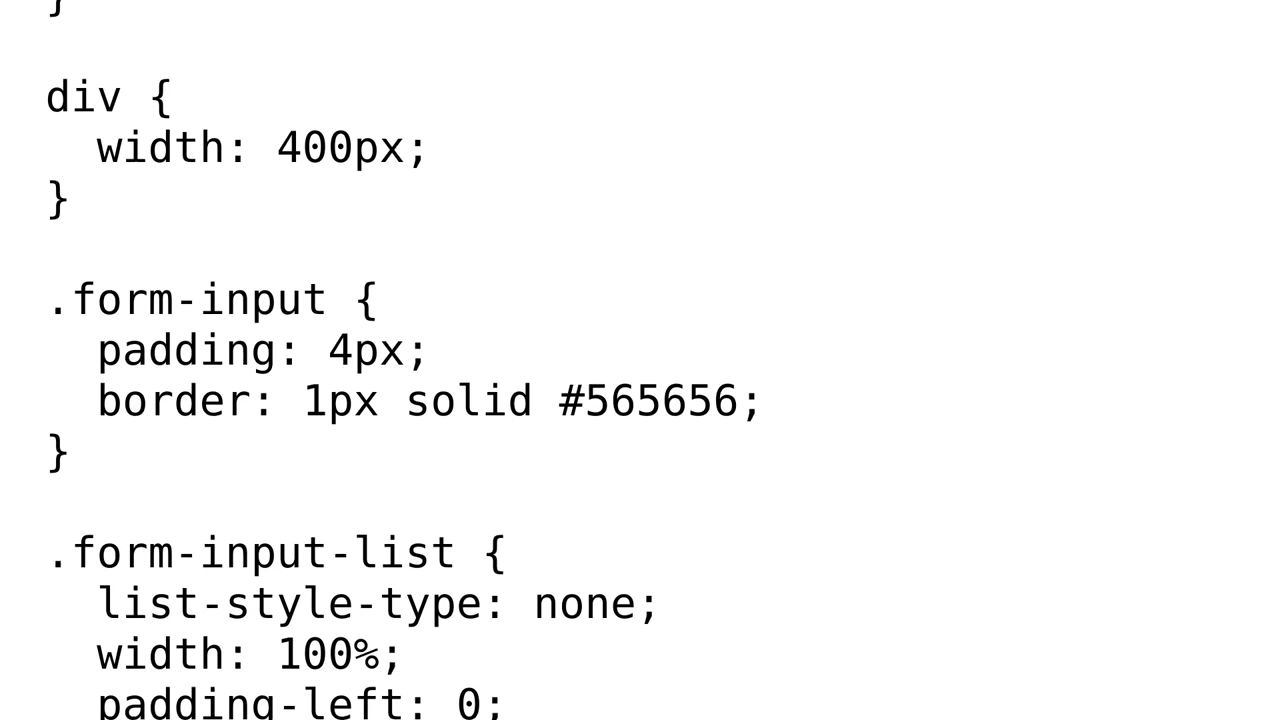 }

div {
  width: 400px;
}

.form-input {
  padding: 4px;
  border: 1px solid #565656;
}

.form-input-list {
  list-style-type: none;
  width: 100%;
  padding-left: 0;